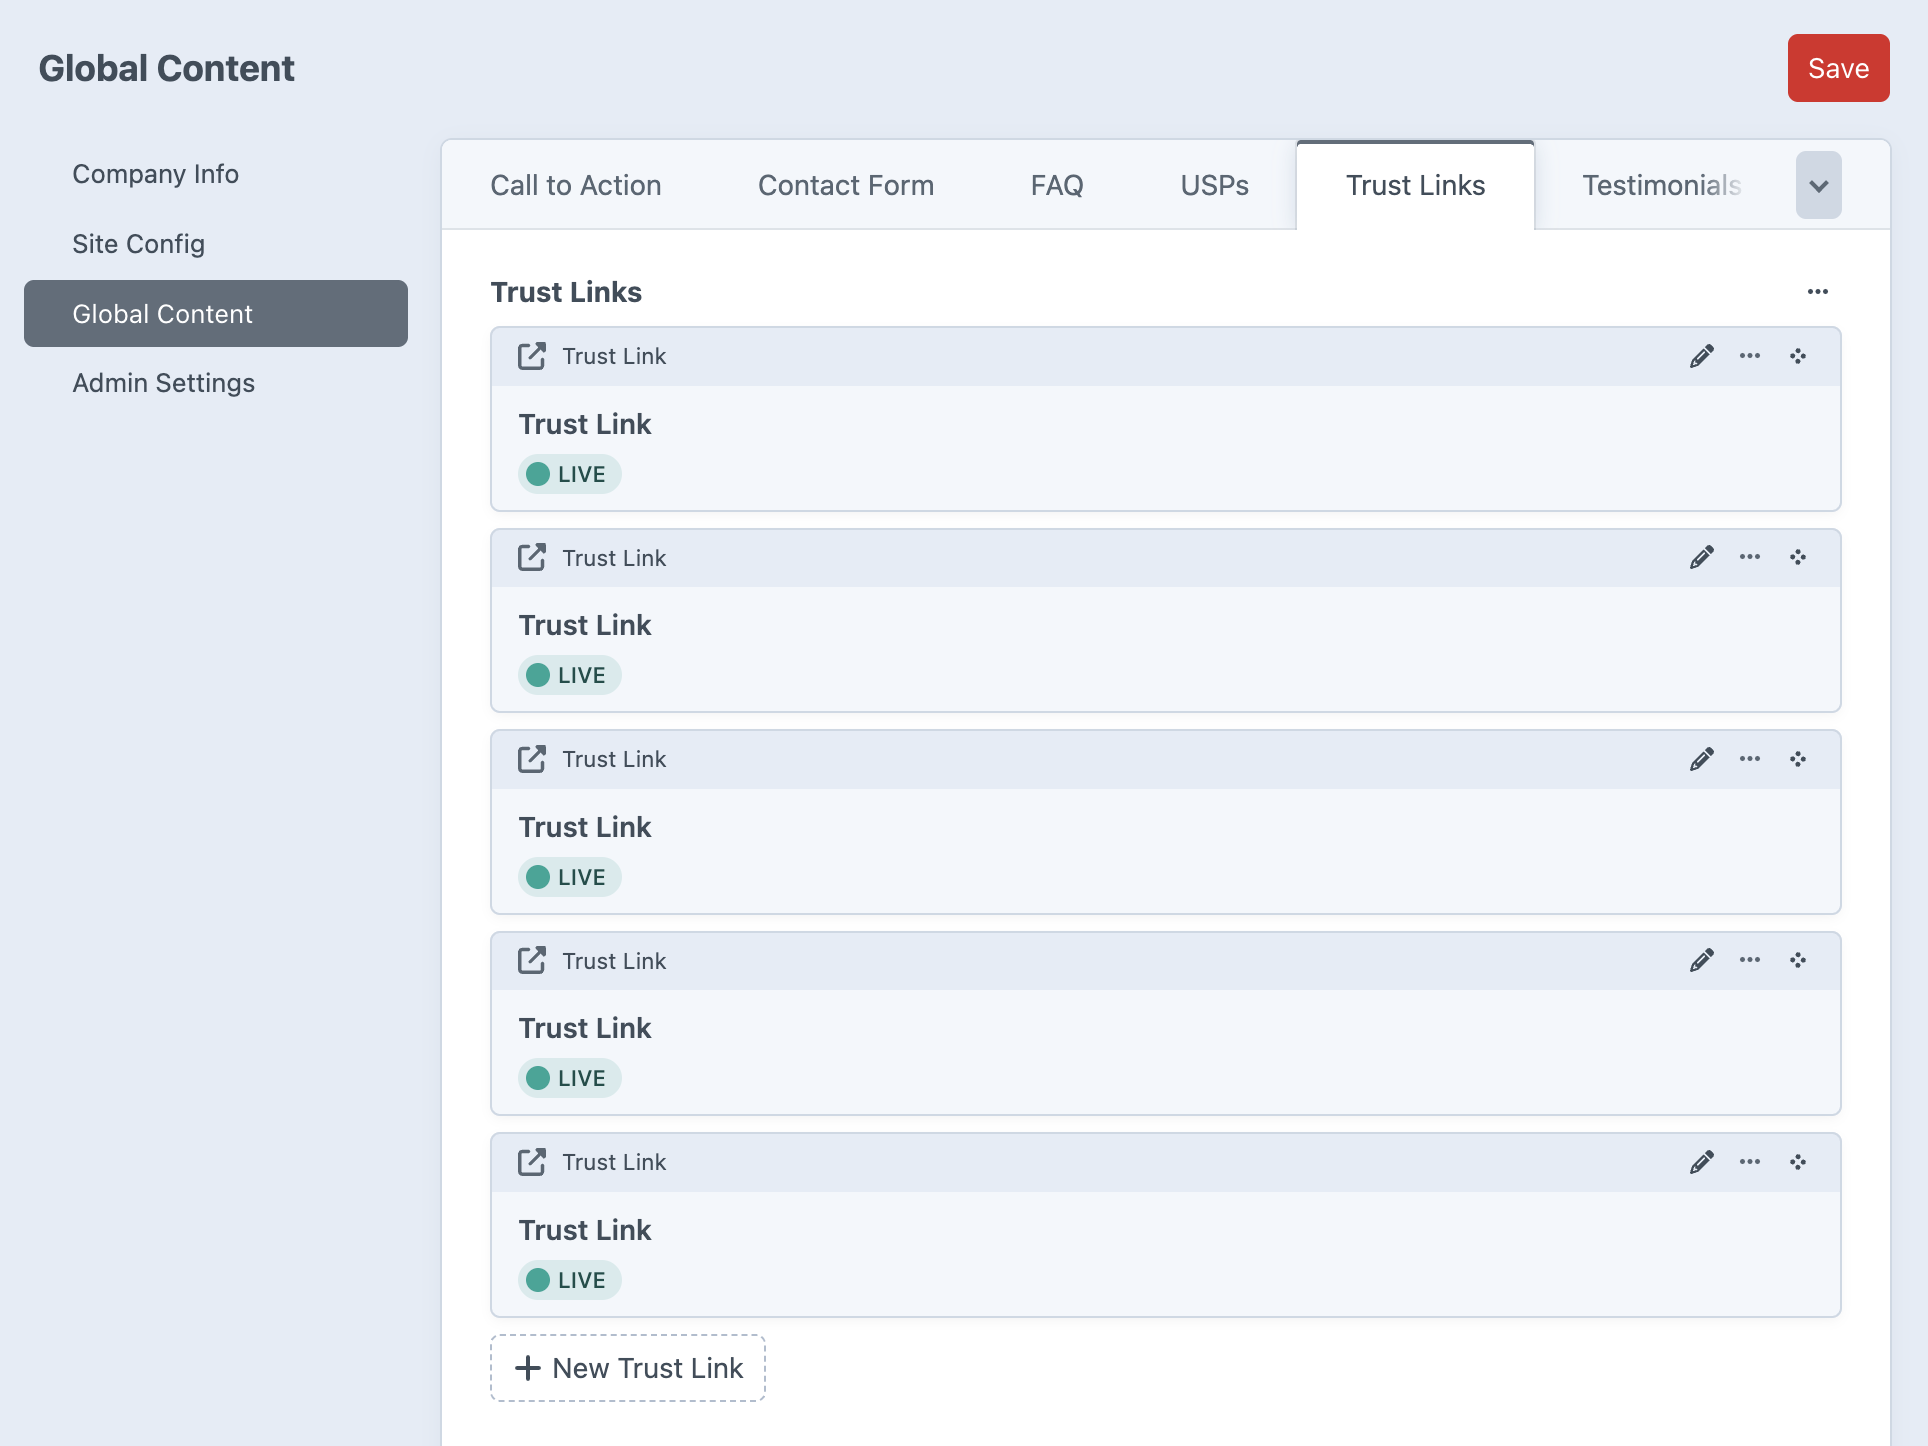 Global Content
Save
Company Info
Site Config
Global Content
Admin Settings
Call to Action
Contact Form
FAQ
USPs
Trust Links
Testimonials
Trust Links
Trust Link
Trust Link
LIVE
Trust Link
Trust Link
LIVE
Trust Link
Trust Link
LIVE
Trust Link
Trust Link
LIVE
Trust Link
Trust Link
LIVE
New Trust Link